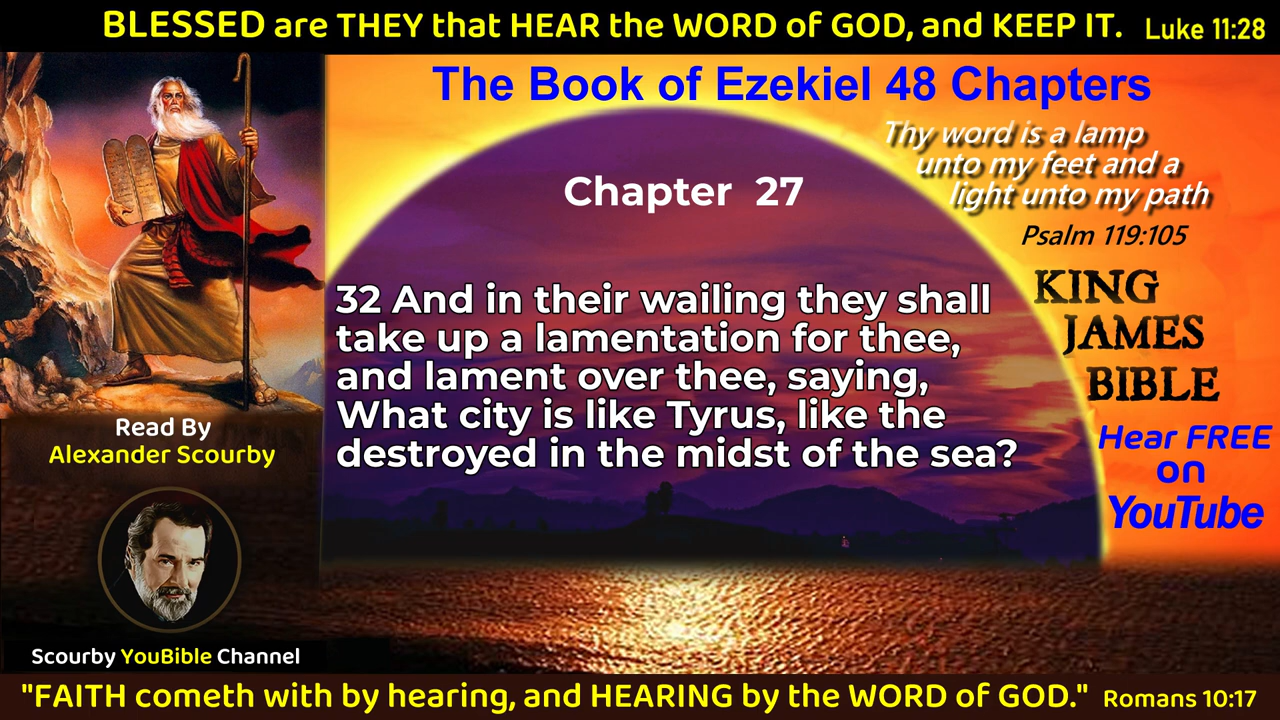 BLESSED are THEY that HEAR the WORD of GOD, and KEEP IT. Luke 11:28
The Book of Ezekiel 48 Chapters
Thy word is a lamp
unto my feet and a
light unto my path
Psalm 119:105
Chapter 27
32 And in their wailing they shall
take up a lamentation for thee,
and lament over thee, saying,
What city is like Tyrus, like the
destroyed in the midst of the sea?
KING
JAMES
BIBLE
Hear FREE
on
YouTube
Read By
Alexander Scourby
Scourby YouBible Channel
"FAITH cometh with by hearing, and HEARING by the WORD of GOD." Romans 10:17